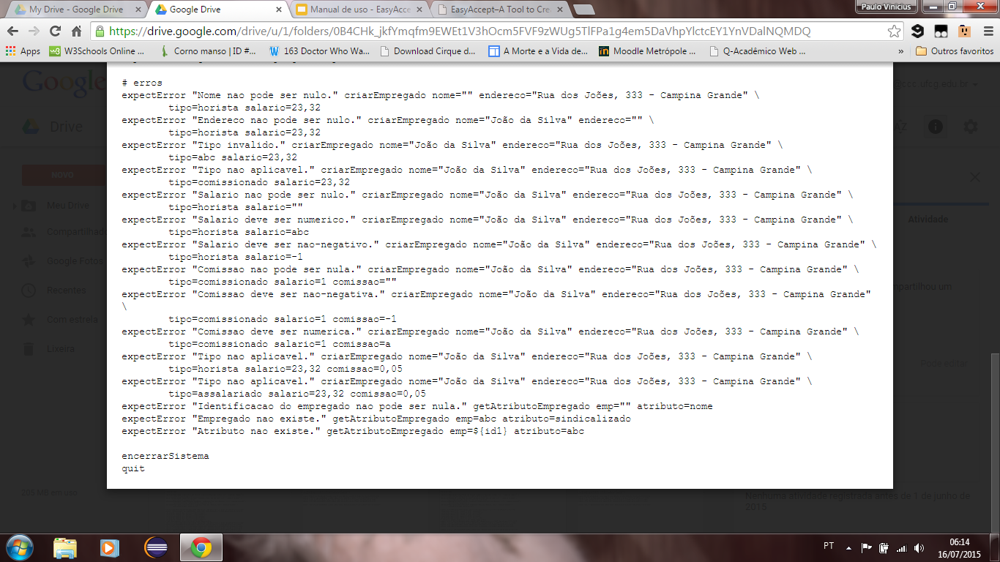 Paulo Vinicius
My Drive - Google Drive
Google Drive
Manual de uso - EasyAcce
EasyAccept–A Tool to Cre
https://drive.google.com/drive/u/1/folders/0B4CHk_jkfYmqfm9EWEt1V3hOcm5FVF9zWUg5TlFPa1g4em5DaVhpYlctcEY1YnVDalNQMDQ
Apps
W3Schools Online ...
Corno manso | ID #...
163 Doctor Who Wa...
Download Cirque d...
A Morte e a Vida de...
Moodle Metrópole ...
Q-Acadêmico Web ...
»
Outros favoritos
Google
@ccc.ufcg.edu.br
Drive
NOVO
Meu Drive
Compartilhad
Google Fotos
Recentes
Com estrela
Lixeira
205 MB em uso
Atividade
mpartilhou um
Pode editar
Nenhuma atividade registrada antes de 1 de junho de
2015
# erros
expectError "Nome nao pode ser nulo." criarEmpregado nome="" endereco="Rua dos Joões, 333 - Campina Grande" \
tipo=horista salario=23,32
expectError "Endereco nao pode ser nulo." criarEmpregado nome="João da Silva" endereco="" \
tipo=horista salario=23,32
expectError "Tipo invalido." criarEmpregado nome="João da Silva" endereco="Rua dos Joões, 333 - Campina Grande" \
tipo=abc salario=23,32
expectError "Tipo nao aplicavel." criarEmpregado nome="João da Silva" endereco="Rua dos Joões, 333 - Campina Grande" \
tipo=comissionado salario=23,32
expectError "Salario nao pode ser nulo." criarEmpregado nome="João da Silva" endereco="Rua dos Joões, 333 - Campina Grande" \
tipo=horista salario=""
expectError "Salario deve ser numerico." criarEmpregado nome="João da Silva" endereco="Rua dos Joões, 333 - Campina Grande" \
tipo=horista salario=abc
expectError "Salario deve ser nao-negativo." criarEmpregado nome="João da Silva" endereco="Rua dos Joões, 333 - Campina Grande" \
tipo=horista salario=-1
expectError "Comissao nao pode ser nula." criarEmpregado nome="João da Silva" endereco="Rua dos Joões, 333 - Campina Grande" \
tipo=comissionado salario=1 comissao=""
expectError "Comissao deve ser nao-negativa." criarEmpregado nome="João da Silva" endereco="Rua dos Joões, 333 - Campina Grande"
\
tipo=comissionado salario=1 comissao=-1
expectError "Comissao deve ser numerica." criarEmpregado nome="João da Silva" endereco="Rua dos Joões, 333 - Campina Grande" \
tipo=comissionado salario=1 comissao=a
expectError "Tipo nao aplicavel." criarEmpregado nome="João da Silva" endereco="Rua dos Joões, 333 - Campina Grande" \
tipo=horista salario=23,32 comissao=0,05
expectError "Tipo nao aplicavel." criarEmpregado nome="João da Silva" endereco="Rua dos Joões, 333 - Campina Grande" \
tipo=assalariado salario=23,32 comissao=0,05
expectError "Identificacao do empregado nao pode ser nula." getAtributoEmpregado emp="" atributo=nome
expectError "Empregado nao existe." getAtributoEmpregado emp=abc atributo=sindicalizado
expectError "Atributo nao existe." getAtributoEmpregado emp=${id1} atributo=abc
encerrarSistema
quit
PT
06:14
16/07/2015